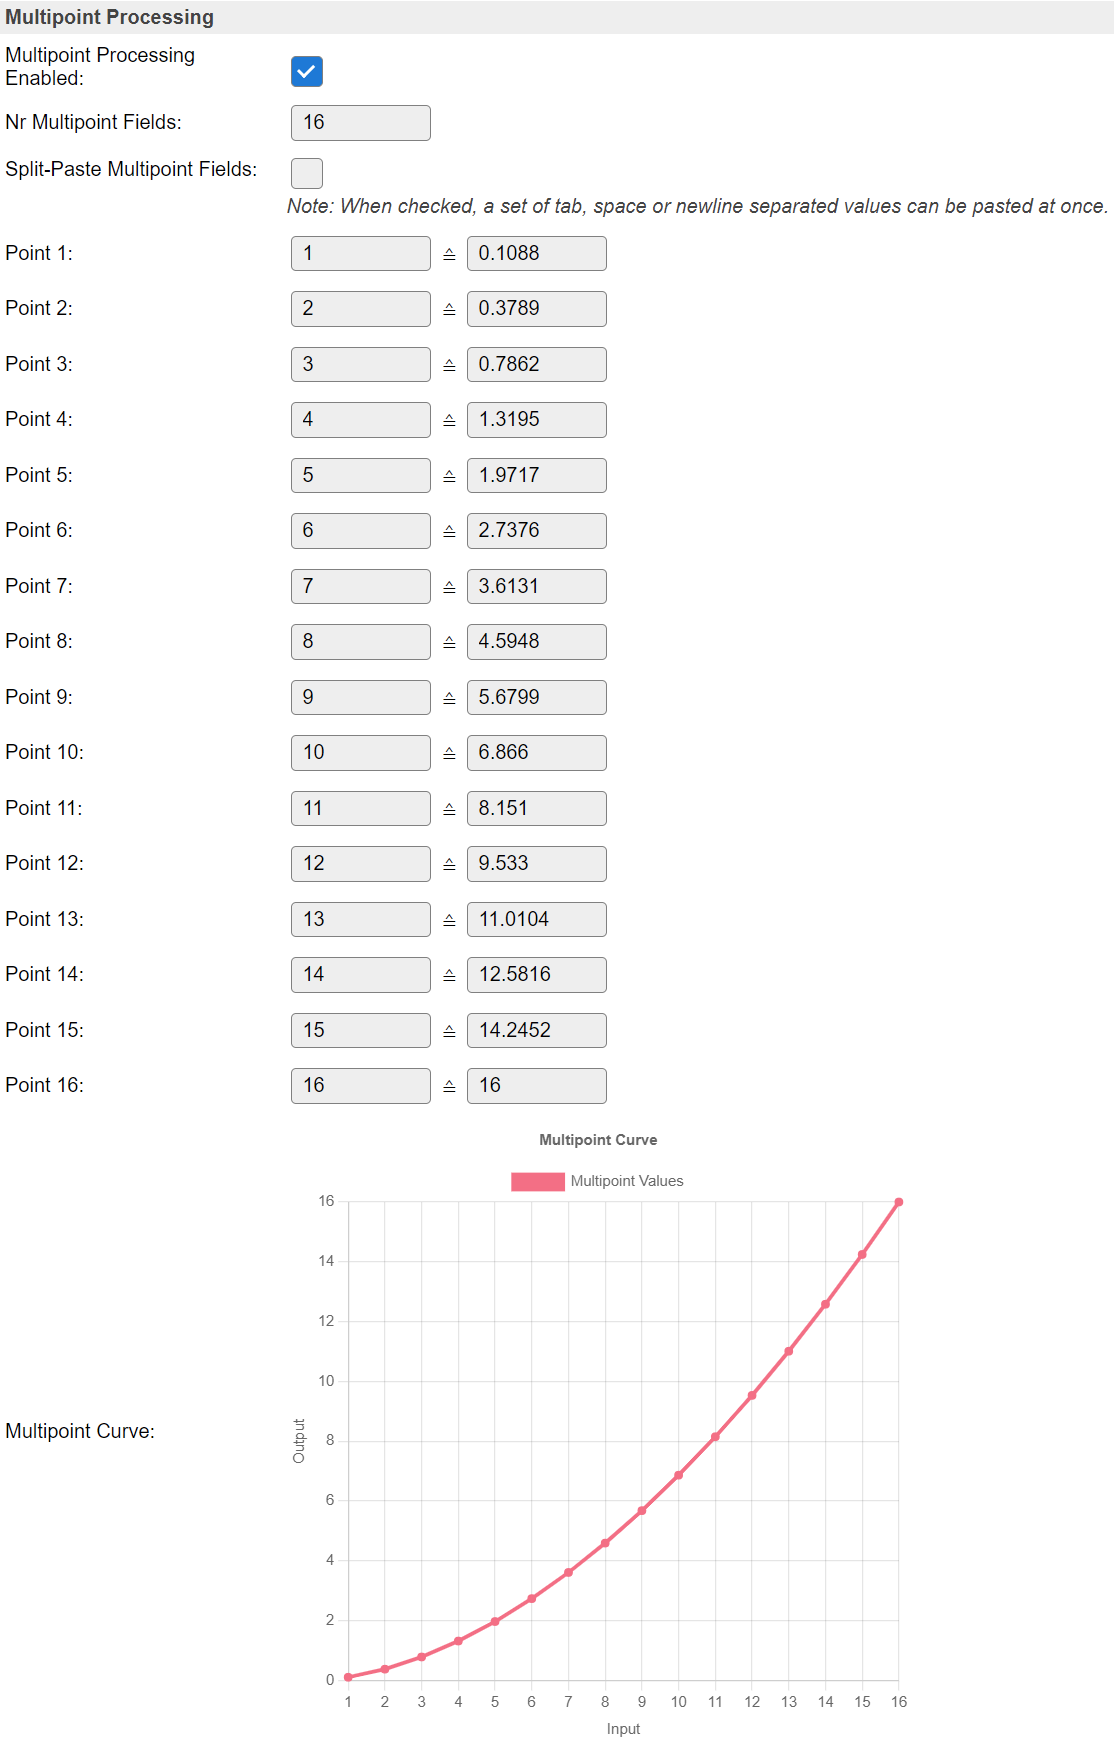 Multipoint Processing
Multipoint Processing
Enabled:
Nr Multipoint Fields:
16
Split-Paste Multipoint Fields:
Note: When checked, a set of tab, space or newline separated values can be pasted at once.
Point 1: 1 ≙ 0.1088
Point 2: 2 ≙ 0.3789
Point 3: 3 ≙ 0.7862
Point 4: 4 ≙ 1.3195
Point 5: 5 ≙ 1.9717
Point 6: 6 ≙ 2.7376
Point 7: 7 ≙ 3.6131
Point 8: 8 ≙ 4.5948
Point 9: 9 ≙ 5.6799
Point 10: 10 ≙ 6.866
Point 11: 11 ≙ 8.151
Point 12: 12 ≙ 9.533
Point 13: 13 ≙ 11.0104
Point 14: 14 ≙ 12.5816
Point 15: 15 ≙ 14.2452
Point 16: 16 ≙ 16
Multipoint Curve:
Multipoint Curve
Multipoint Values
Output
16
14
12
10
8
6
4
2
0
1 2 3 4 5 6 7 8 9 10 11 12 13 14 15 16
Input